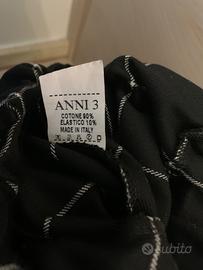 ANNI 3
COTONE 90%
ELASTICO 10%
MADE IN ITALY
subito